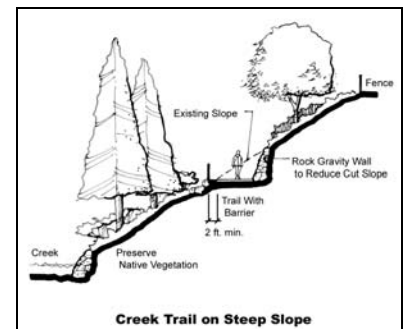 Fence
Existing Slope
Rock Gravity Wall
to Reduce Cut Slope
Trail With
Barrier
2 ft. min.
Creek
Preserve
Native Vegetation
Creek Trail on Steep Slope